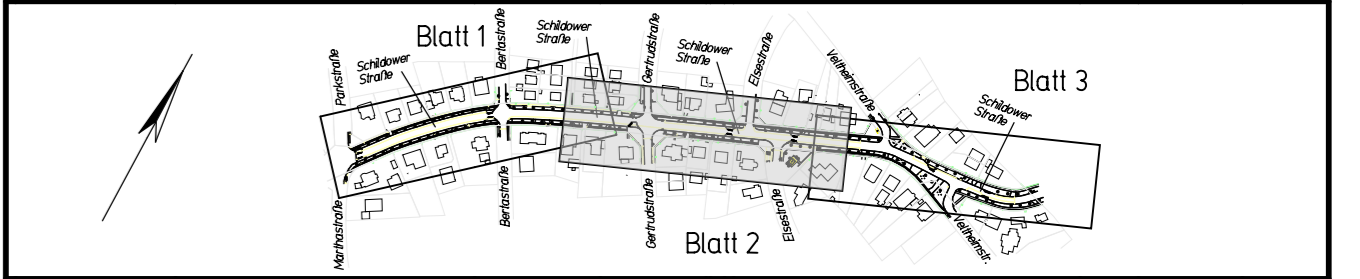 Blatt 1
Parkstraße
Schildower
Straße
Bertastraße
Schildower
Straße
Gertrudstraße
Schildower
Straße
Elsestraße
Veltheimstraße
Blatt 3
Schildower
Straße
Marthastraße
Bertastraße
Gertrudstraße
Blatt 2
Elsestraße
Veltheimstr.